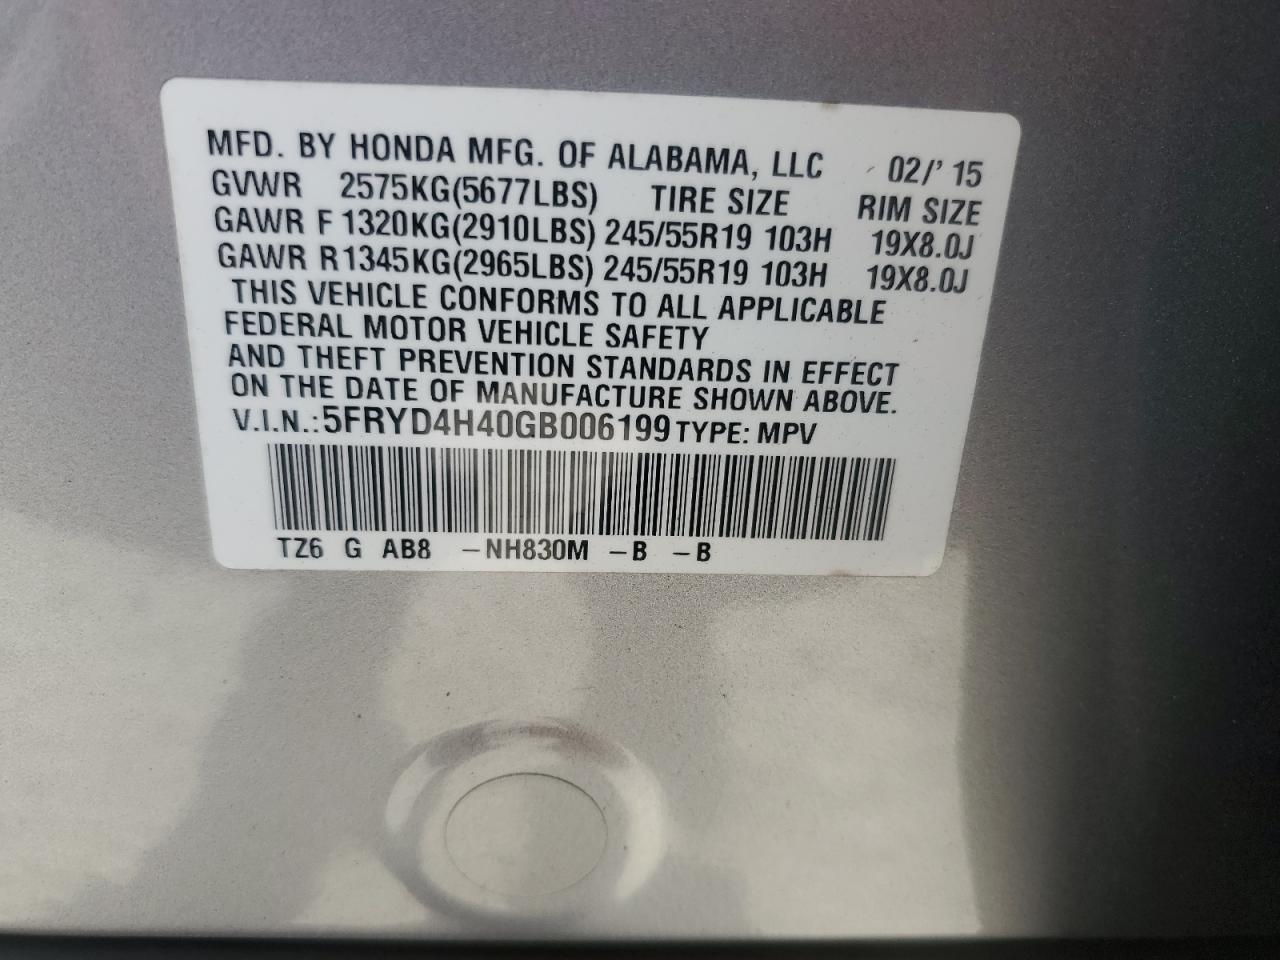 MFD. BY HONDA MFG. OF ALABAMA, LLC 02/' 15
GVWR 2575KG(5677LBS) TIRE SIZE RIM SIZE
GAWR F 1320KG(2910LBS) 245/55R19 103H 19X8.0J
GAWR R1345KG(2965LBS) 245/55R19 103H 19X8.0J
THIS VEHICLE CONFORMS TO ALL APPLICABLE
FEDERAL MOTOR VEHICLE SAFETY
AND THEFT PREVENTION STANDARDS IN EFFECT
ON THE DATE OF MANUFACTURE SHOWN ABOVE.
V.I.N.:5FRYD4H40GB006199 TYPE: MPV
TZ6 G AB8 -NH830M -B -B